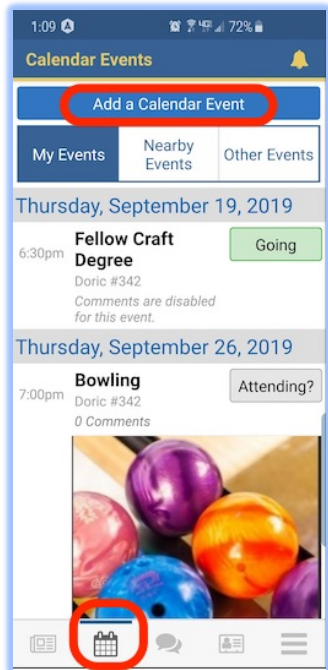 1:09 72%
Calendar Events
Add a Calendar Event
My Events
Nearby
Events
Other Events
Thursday, September 19, 2019
6:30pm
Fellow Craft
Degree
Going
Doric #342
Comments are disabled
for this event.
Thursday, September 26, 2019
7:00pm
Bowling
Attending?
Doric #342
0 Comments